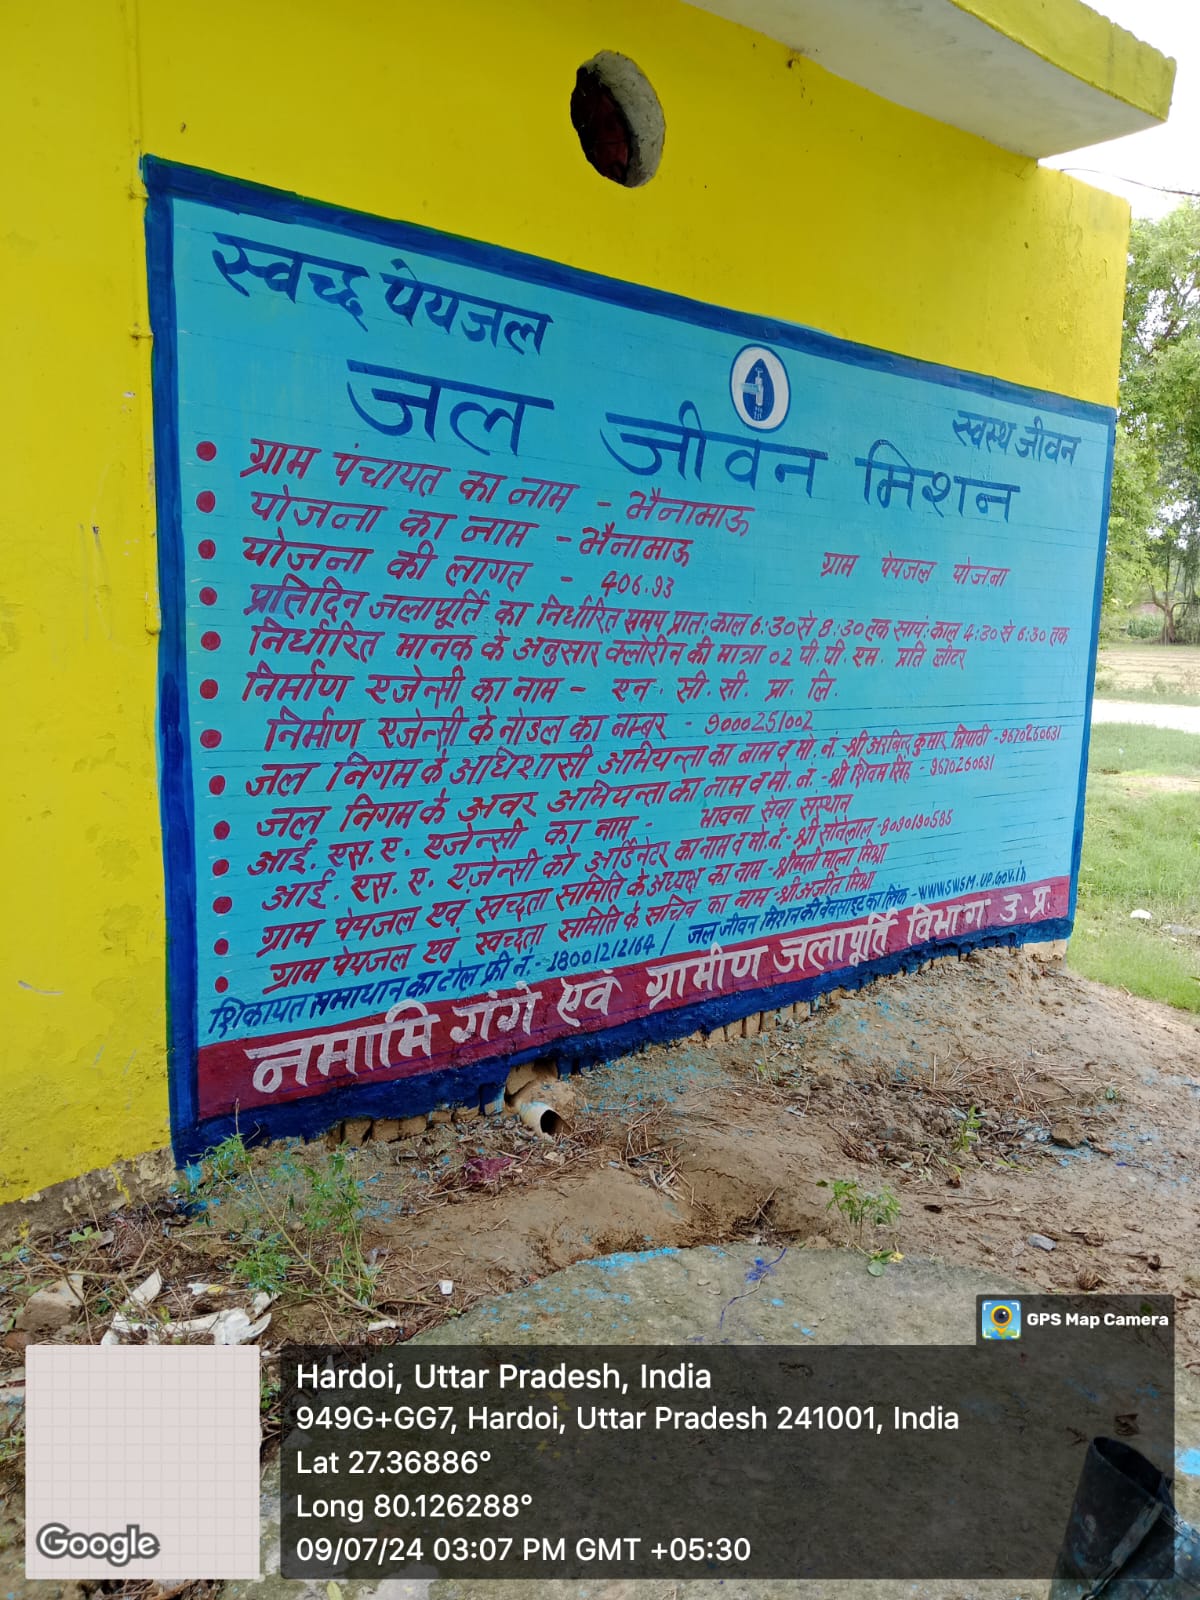 स्वच्छ पेयजल
स्वस्थ जीवन
जल जीवन मिशन
ग्राम पंचायत का नाम - भैनामाऊ
योजना का नाम - भैनामाऊ ग्राम पेयजल योजना
योजना की लागत - 406.93
प्रतिदिन जलापूर्ति का निर्धारित समय प्रात:काल 6:30 से 8:30 तक सायं:काल 4:30 से 6:30 तक
निर्धारित मानक के अनुसार क्लोरीन की मात्रा 02 पी.पी.एम. प्रति लीटर
निर्माण एजेन्सी का नाम - एन. सी. सी. प्रा. लि.
निर्माण एजेन्सी के नोडल का नम्बर - 9000251002
जल निगम के अधिशासी अभियन्ता का नाम व मो. नं. - श्री अरबिन्द कुमार त्रिपाठी - 9670260631
जल निगम के अवर अभियन्ता का नाम व मो. नं. - श्री शिवम सिंह - 9670260631
आई. एस. ए. एजेन्सी का नाम - भावना सेवा संस्थान
आई. एस. ए. एजेन्सी को अर्डिनेटर का नाम व मो.नं.- श्री सोनेलाल - 8090190585
ग्राम पेयजल एवं स्वच्छता समिति के अध्यक्ष का नाम - श्रीमती माला मिश्रा
ग्राम पेयजल एवं स्वच्छता समिति के सचिव का नाम - श्री अजीत मिश्रा
शिकायत समाधान का टोल फ्री नं.- 18001212164 / जल जीवन मिशन की वेबसाइट का लिंक - www.swsm.up.gov.in
नमामि गंगे एवं ग्रामीण जलापूर्ति विभाग उ.प्र.
GPS Map Camera
Hardoi, Uttar Pradesh, India
949G+GG7, Hardoi, Uttar Pradesh 241001, India
Lat 27.36886°
Long 80.126288°
09/07/24 03:07 PM GMT +05:30
Google